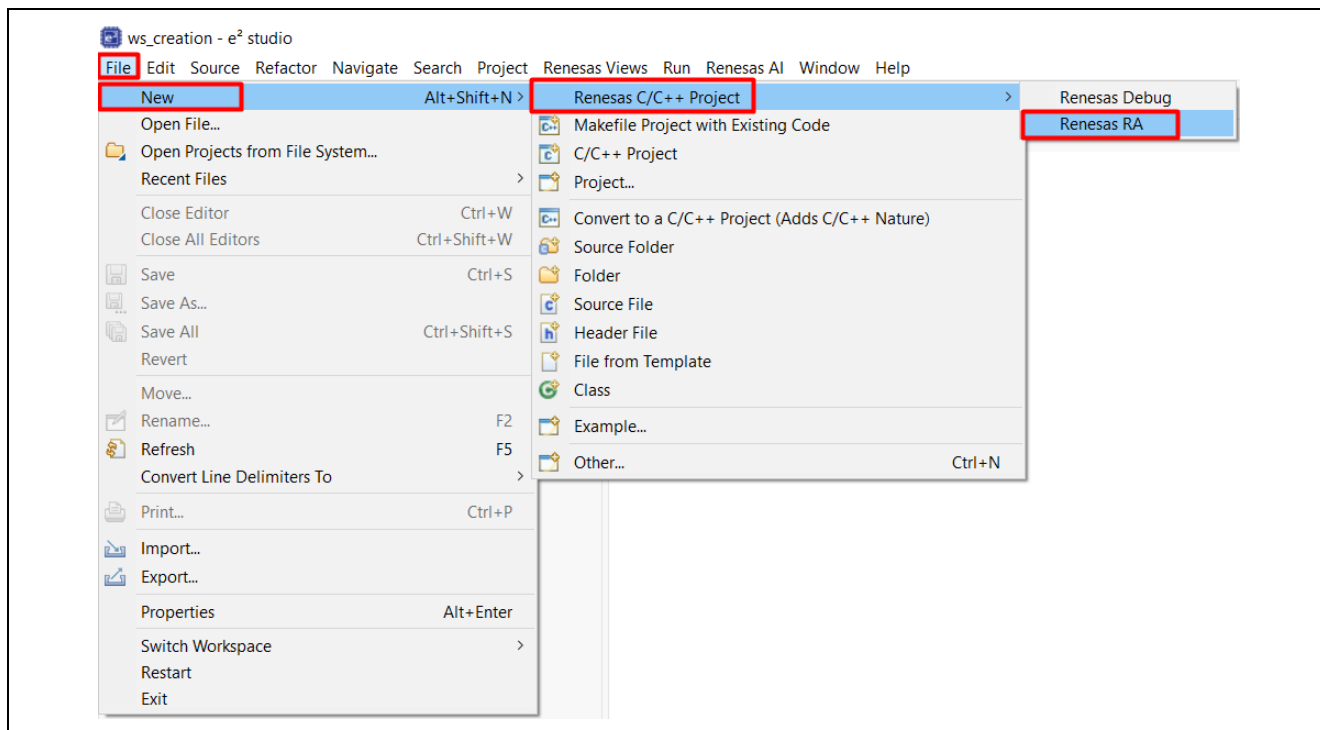 ws_creation - e² studio
File Edit Source Refactor Navigate Search Project Renesas Views Run Renesas AI Window Help
New Alt+Shift+N >
Open File...
Open Projects from File System...
Recent Files >
Close Editor Ctrl+W
Close All Editors Ctrl+Shift+W
Save Ctrl+S
Save As...
Save All Ctrl+Shift+S
Revert
Move...
Rename... F2
Refresh F5
Convert Line Delimiters To >
Print... Ctrl+P
Import...
Export...
Properties Alt+Enter
Switch Workspace >
Restart
Exit
Renesas C/C++ Project >
Makefile Project with Existing Code
C/C++ Project
Project...
Convert to a C/C++ Project (Adds C/C++ Nature)
Source Folder
Folder
Source File
Header File
File from Template
Class
Example...
Other... Ctrl+N
Renesas Debug
Renesas RA